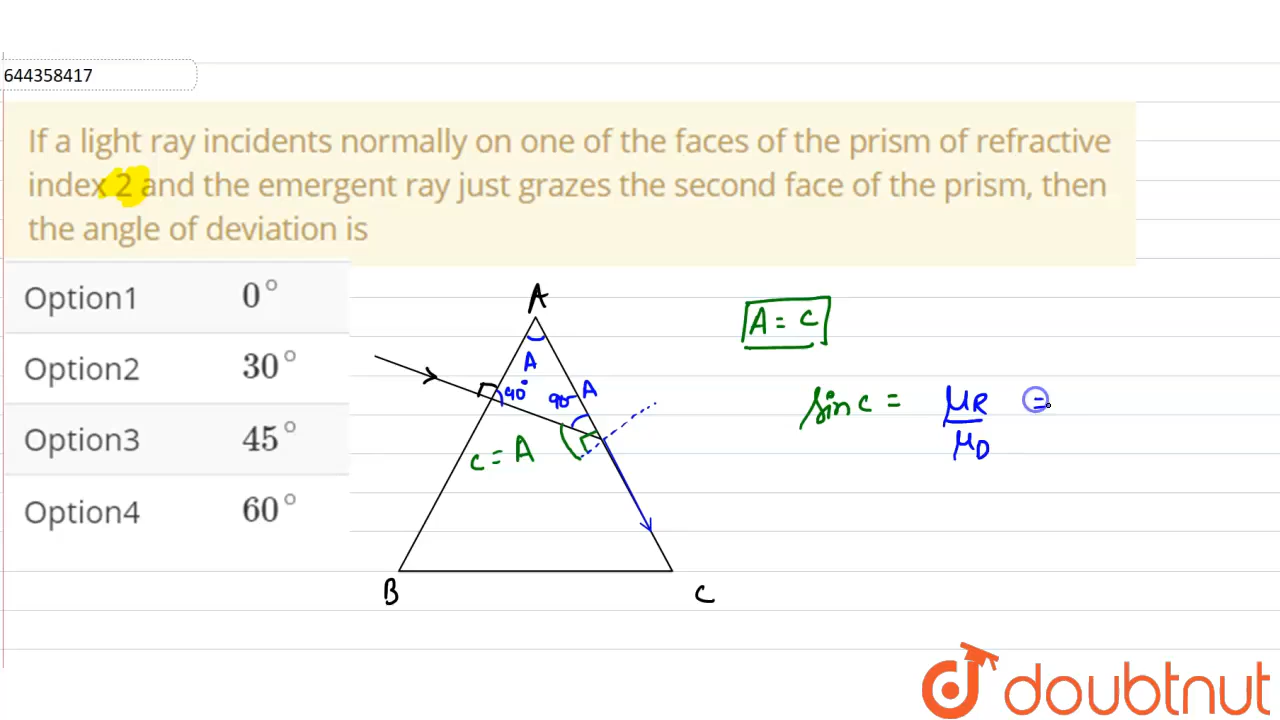 644358417
If a light ray incidents normally on one of the faces of the prism of refractive
index 2 and the emergent ray just grazes the second face of the prism, then
the angle of deviation is
Option1 0°
Option2 30°
Option3 45°
Option4 60°
A
A
90°
90-A
C = A
B
C
A = C
sin C = μR/μD =
doubtnut